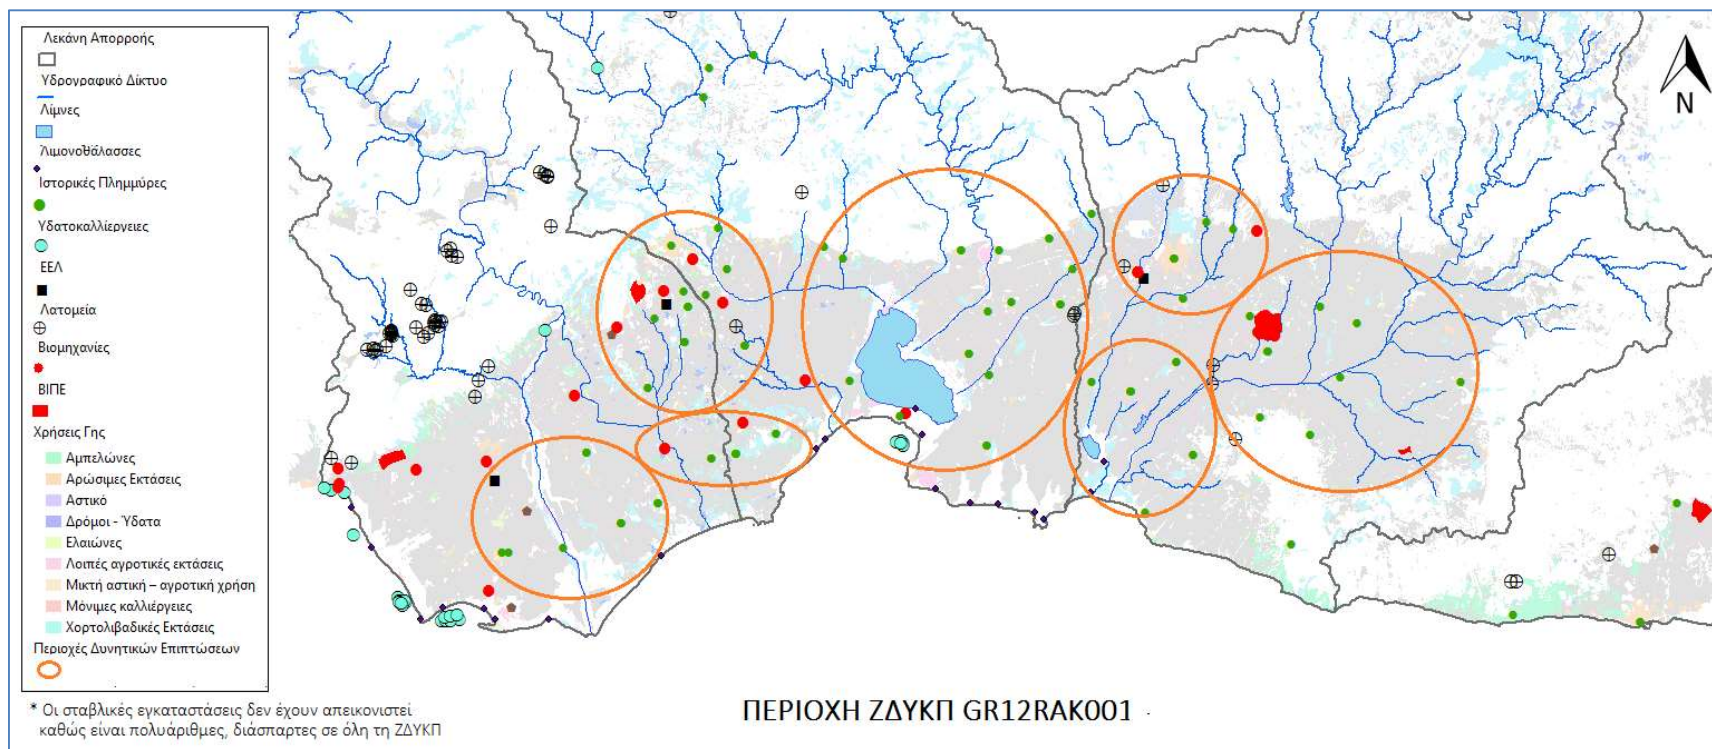 Λεκάνη Απορροής
Υδρογραφικό Δίκτυο
Λίμνες
Λιμνοθάλασσες
Ιστορικές Πλημμύρες
Υδατοκαλλιέργειες
ΕΕΛ
Λατομεία
Βιομηχανίες
ΒΙΠΕ
Χρήσεις Γης
Αμπελώνες
Αρώσιμες Εκτάσεις
Αστικό
Δρόμοι - Ύδατα
Ελαιώνες
Λοιπές αγροτικές εκτάσεις
Μικτή αστική – αγροτική χρήση
Μόνιμες καλλιέργειες
Χορτολιβαδικές Εκτάσεις
Περιοχές Δυνητικών Επιπτώσεων
* Οι σταβλικές εγκαταστάσεις δεν έχουν απεικονιστεί
καθώς είναι πολυάριθμες, διάσπαρτες σε όλη τη ΖΔΥΚΠ
N
ΠΕΡΙΟΧΗ ΖΔΥΚΠ GR12RAK001